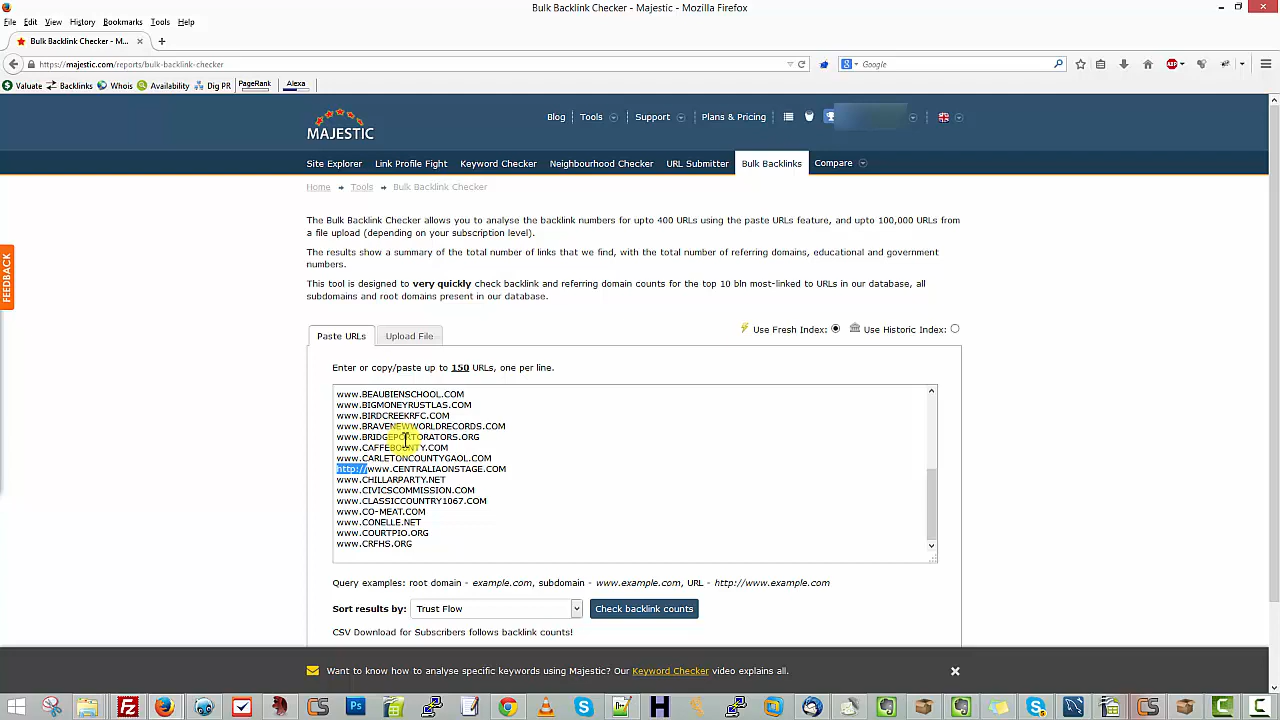 Bulk Backlink Checker - Majestic - Mozilla Firefox
File Edit View History Bookmarks Tools Help
Bulk Backlink Checker - M...
https://majestic.com/reports/bulk-backlink-checker
Google
ABP
Valuate Backlinks Whois Availability Dig PR PageRank Alexa
MAJESTIC
Blog Tools Support Plans & Pricing
Site Explorer Link Profile Fight Keyword Checker Neighbourhood Checker URL Submitter Bulk Backlinks Compare
Home Tools Bulk Backlink Checker
The Bulk Backlink Checker allows you to analyse the backlink numbers for upto 400 URLs using the paste URLs feature, and upto 100,000 URLs from
a file upload (depending on your subscription level).
The results show a summary of the total number of links that we find, with the total number of referring domains, educational and government
numbers.
This tool is designed to very quickly check backlink and referring domain counts for the top 10 bln most-linked to URLs in our database, all
subdomains and root domains present in our database.
FEEDBACK
Paste URLs Upload File Use Fresh Index: Use Historic Index:
Enter or copy/paste up to 150 URLs, one per line.
www.BEAUBIENSCHOOL.COM
www.BIGMONEYRUSTLAS.COM
www.BIRDCREEKRFC.COM
www.BRAVENEWWORLDRECORDS.COM
www.BRIDGEPORTORATORS.ORG
www.CAFFEBOUNTY.COM
www.CARLETONCOUNTYGAOL.COM
http://www.CENTRALIAONSTAGE.COM
www.CHILLARPARTY.NET
www.CIVICSCOMMISSION.COM
www.CLASSICCOUNTRY1067.COM
www.CO-MEAT.COM
www.CONELLE.NET
www.COURTPIO.ORG
www.CRFHS.ORG
Query examples: root domain - example.com, subdomain - www.example.com, URL - http://www.example.com
Sort results by: Trust Flow Check backlink counts
CSV Download for Subscribers follows backlink counts!
Want to know how to analyse specific keywords using Majestic? Our Keyword Checker video explains all.